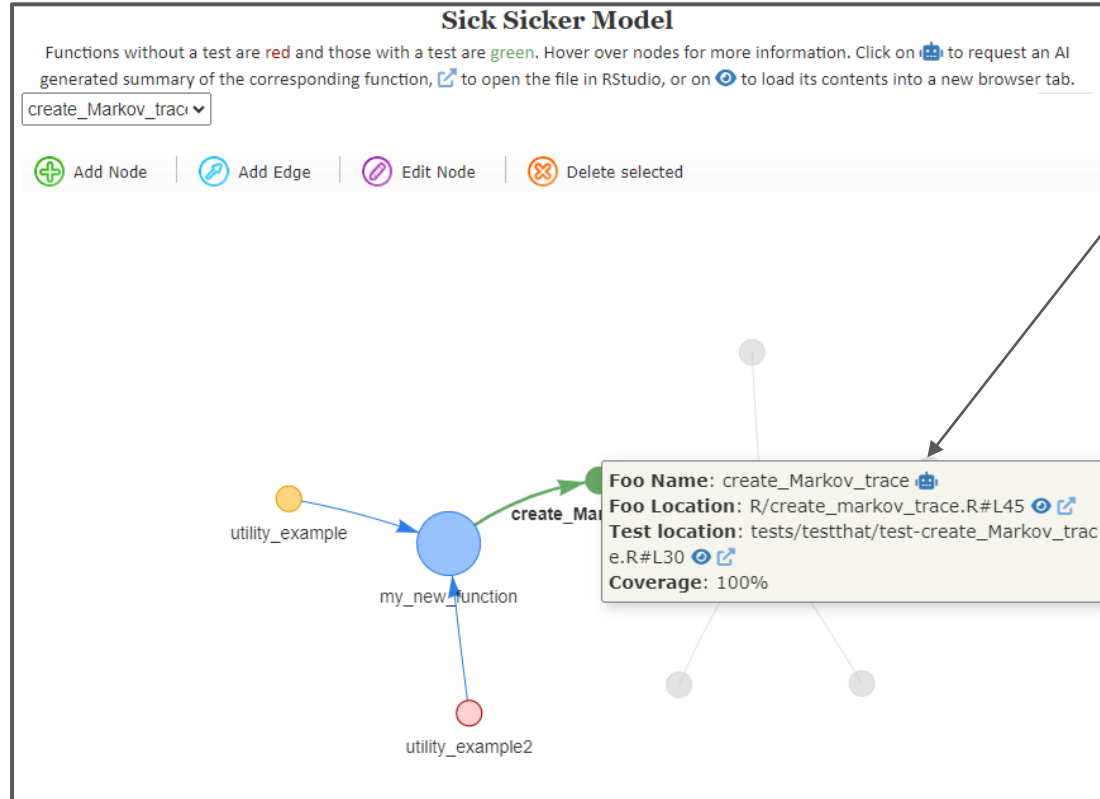 Sick Sicker Model
Functions without a test are red and those with a test are green. Hover over nodes for more information. Click on to request an AI
generated summary of the corresponding function, to open the file in RStudio, or on to load its contents into a new browser tab.
create_Markov_trac
Add Node
Add Edge
Edit Node
Delete selected
Foo Name: create_Markov_trace
Foo Location: R/create_markov_trace.R#L45
Test location: tests/testthat/test-create_Markov_trac
e.R#L30
Coverage: 100%
create_Mar
utility_example
my_new_function
utility_example2